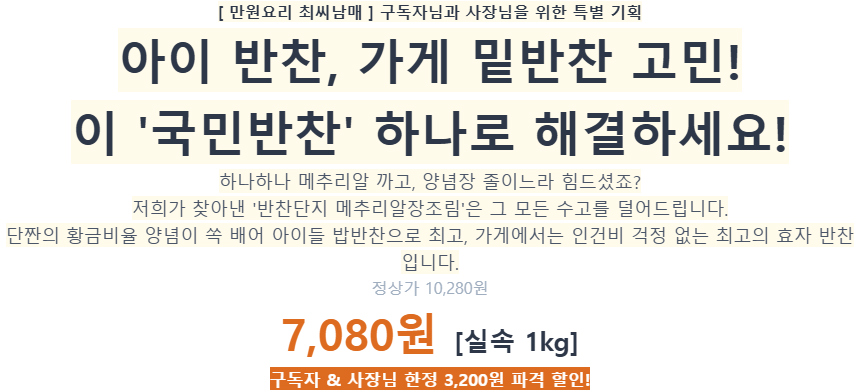 [ 만원요리 최씨남매 ] 구독자님과 사장님을 위한 특별 기획
아이 반찬, 가게 밑반찬 고민!
이 '국민반찬' 하나로 해결하세요!
하나하나 메추리알 까고, 양념장 졸이느라 힘드셨죠?
저희가 찾아낸 '반찬단지 메추리알장조림'은 그 모든 수고를 덜어드립니다.
단짠의 황금비율 양념이 쏙 배어 아이들 밥반찬으로 최고, 가게에서는 인건비 걱정 없는 최고의 효자 반찬
입니다.
정상가 10,280원
7,080원 [실속 1kg]
구독자 & 사장님 한정 3,200원 파격 할인!